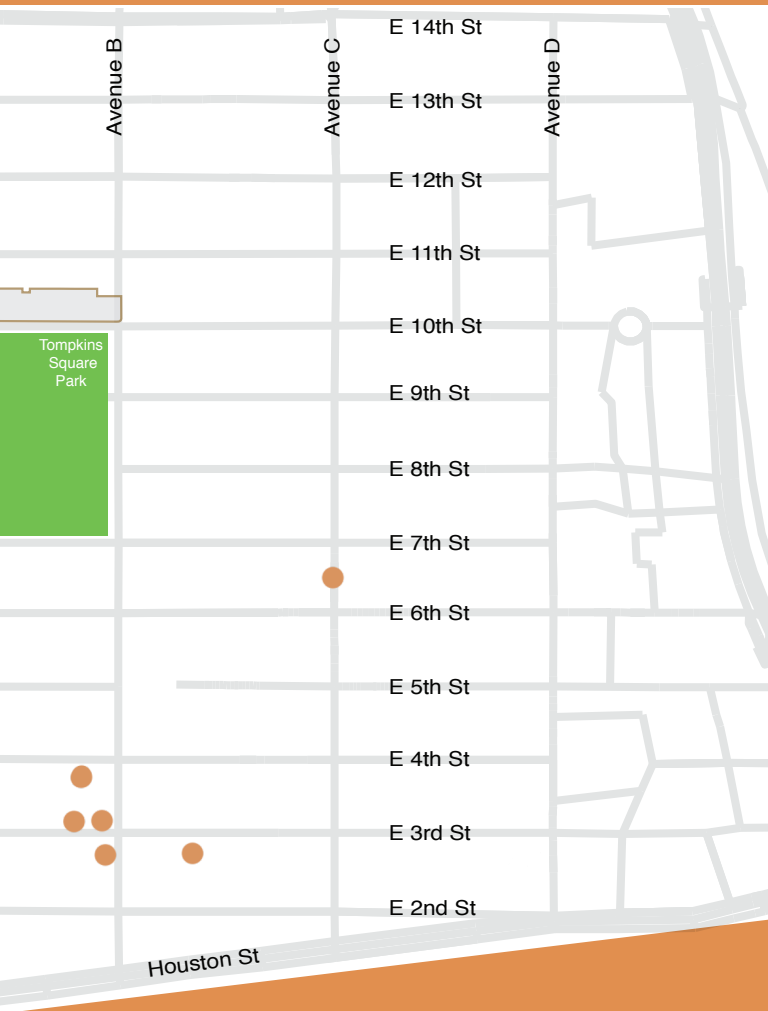 E 14th St
Avenue B
Avenue C
Avenue D
E 13th St
E 12th St
E 11th St
E 10th St
Tompkins
Square
Park
E 9th St
E 8th St
E 7th St
E 6th St
E 5th St
E 4th St
E 3rd St
E 2nd St
Houston St